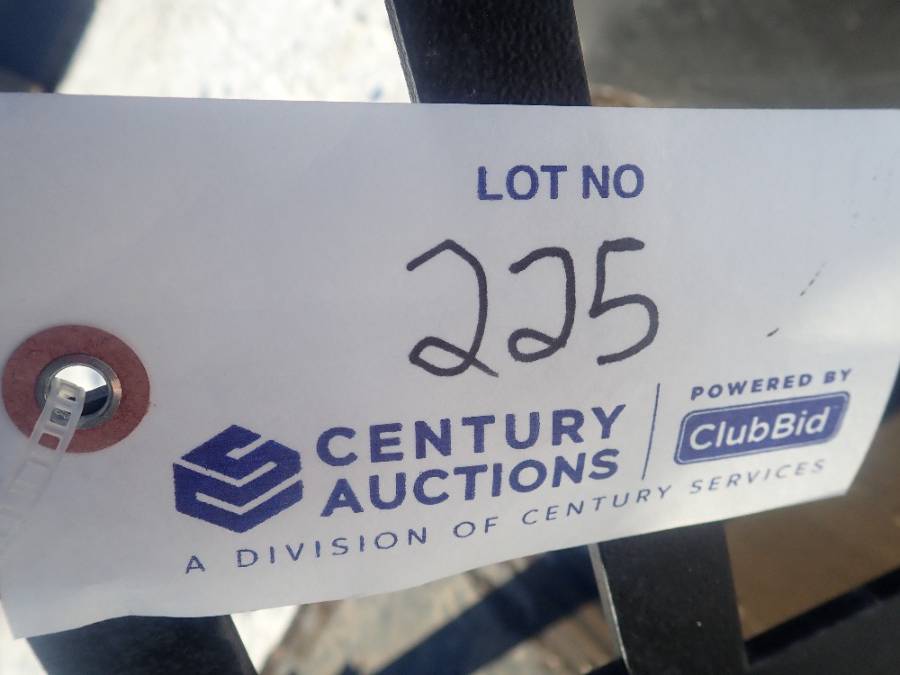 LOT NO
225
CENTURY AUCTIONS
POWERED BY
ClubBid
A DIVISION OF CENTURY SERVICES